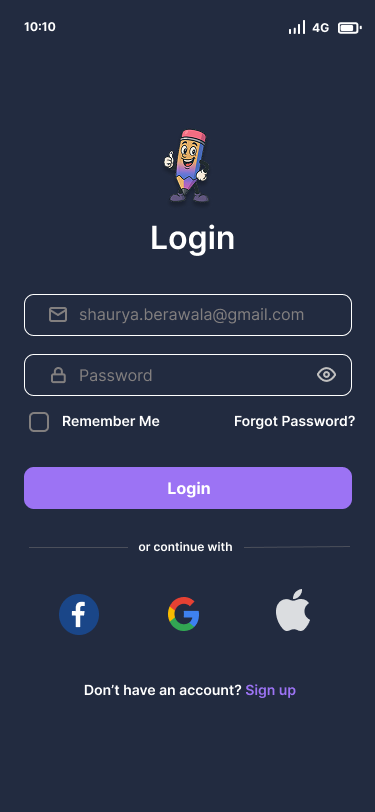 10:10 4G
Login
shaurya.berawala@gmail.com
Password
Remember Me Forgot Password?
Login
or continue with
Don't have an account? Sign up